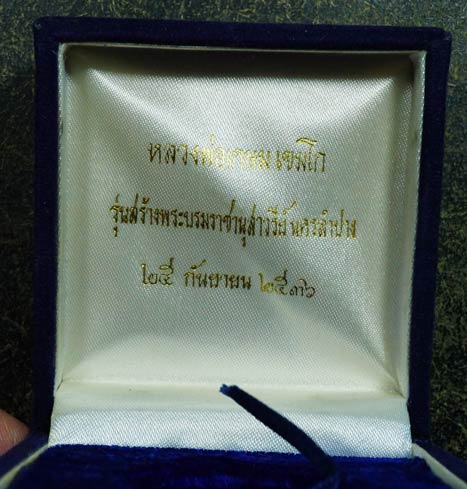 หลวงพ่อเกษม เขมโก
รุ่นสร้างพระบรมราชานุสาวรีย์ นครลำปาง
๒๕ กันยายน ๒๕๓๖